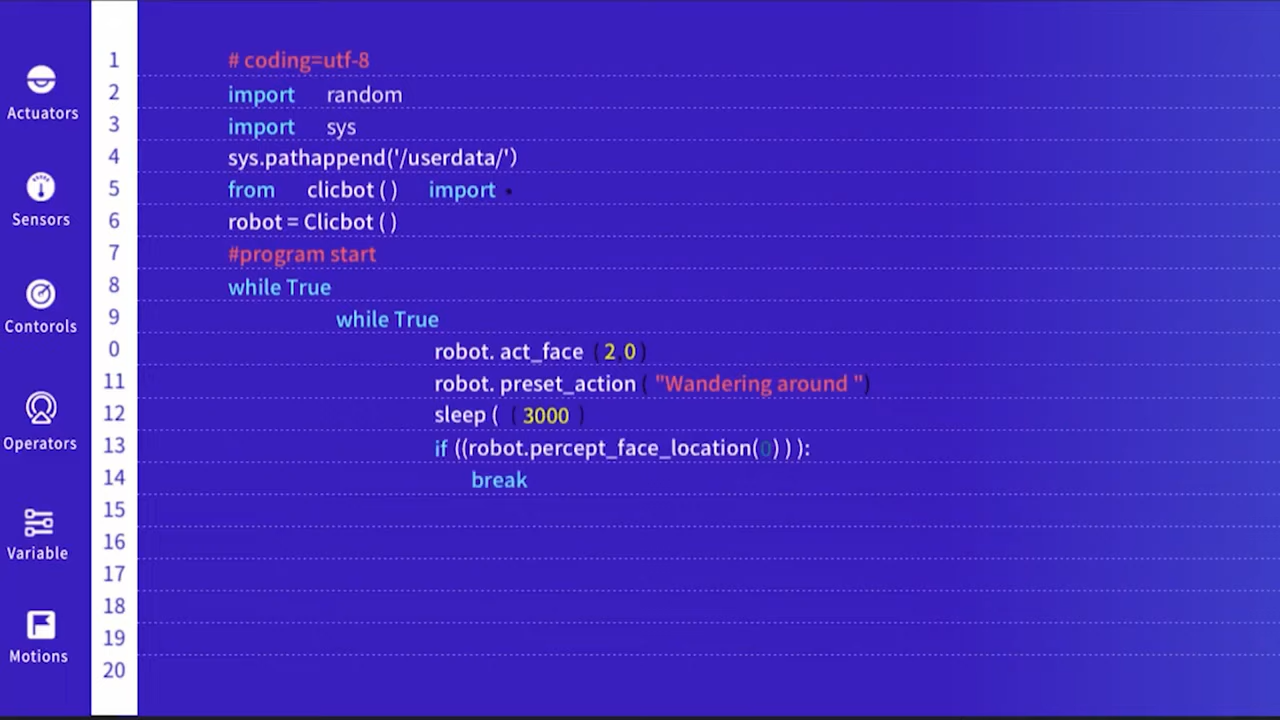 Actuators
Sensors
Contorols
Operators
Variable
Motions
1 # coding=utf-8
2 import random
3 import sys
4 sys.pathappend('/userdata/')
5 from clicbot ( ) import *
6 robot = Clicbot ( )
7 #program start
8 while True
9 while True
0 robot. act_face ( 2,0 )
11 robot. preset_action ( "Wandering around ")
12 sleep ( ( 3000 )
13 if ((robot.percept_face_location(0) ) ):
14 break
15
16
17
18
19
20